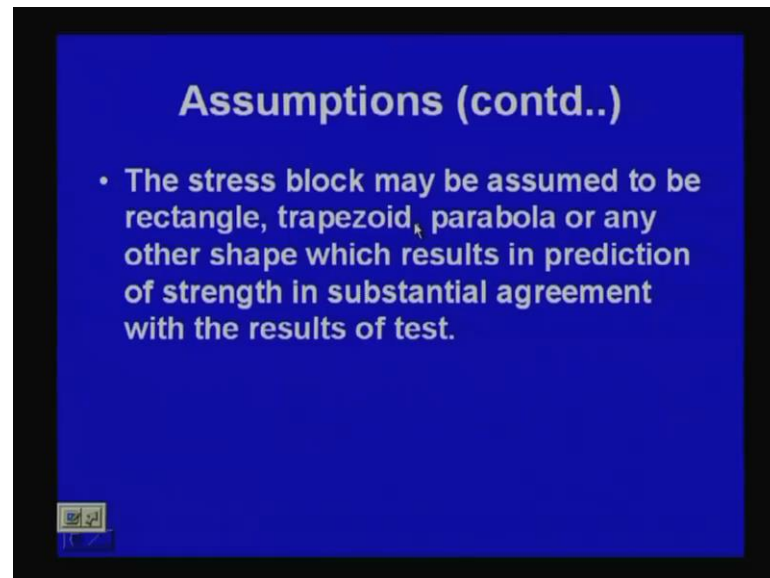 Assumptions (contd..)
• The stress block may be assumed to be
rectangle, trapezoid, parabola or any
other shape which results in prediction
of strength in substantial agreement
with the results of test.